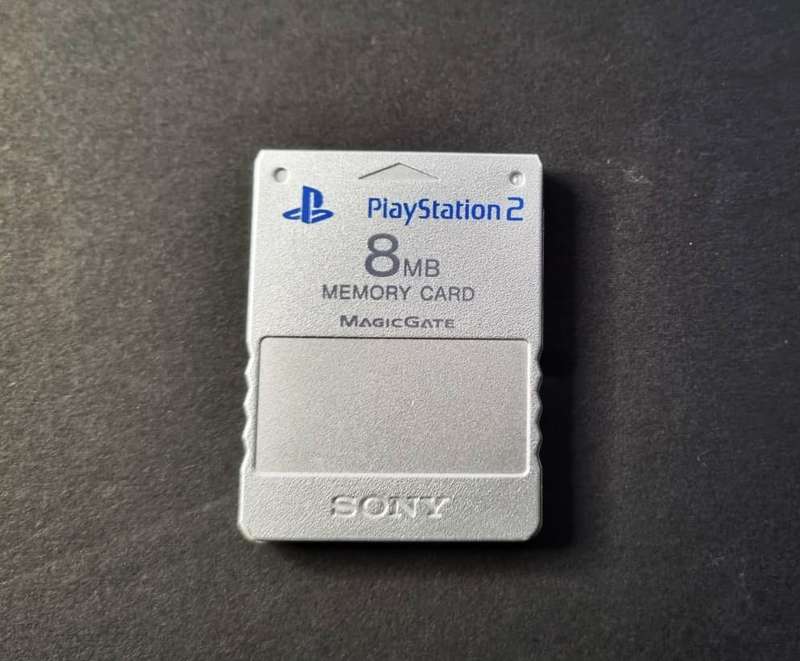 PlayStation 2
8MB
MEMORY CARD
MAGICGATE
SONY